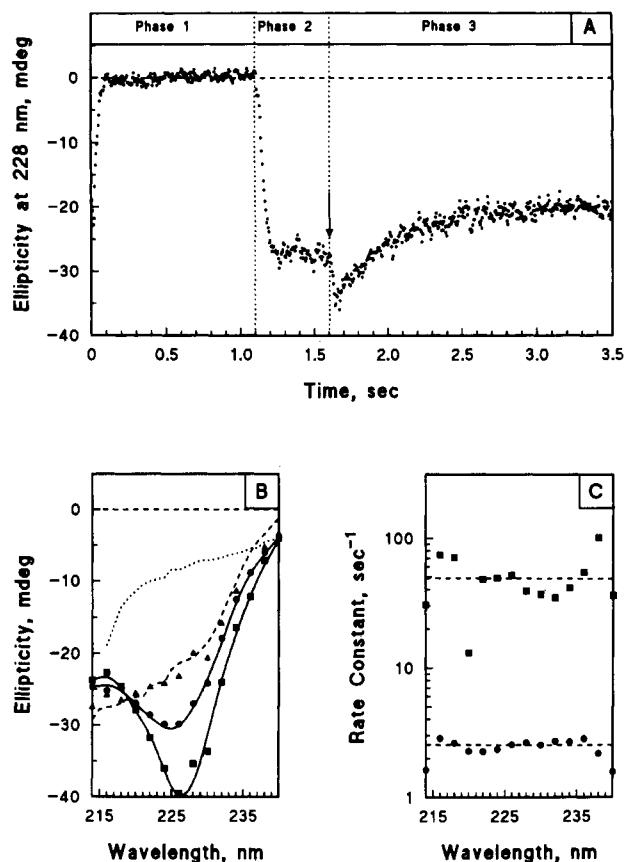 Phase 1 Phase 2 Phase 3 A
0
-10
-20
-30
-40
Ellipticity at 228 nm, mdeg
0 0.5 1.0 1.5 2.0 2.5 3.0 3.5
Time, sec
B
0
-10
-20
-30
-40
Ellipticity, mdeg
215 225 235
Wavelength, nm
C
100
10
1
Rate Constant, sec⁻¹
215 225 235
Wavelength, nm